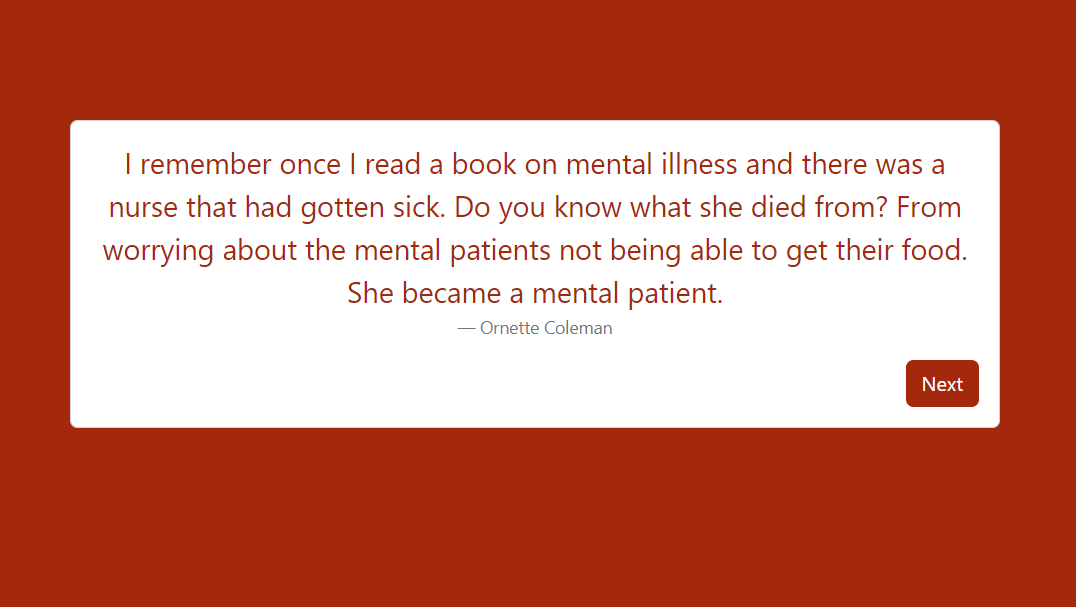 I remember once I read a book on mental illness and there was a
nurse that had gotten sick. Do you know what she died from? From
worrying about the mental patients not being able to get their food.
She became a mental patient.
— Ornette Coleman
Next